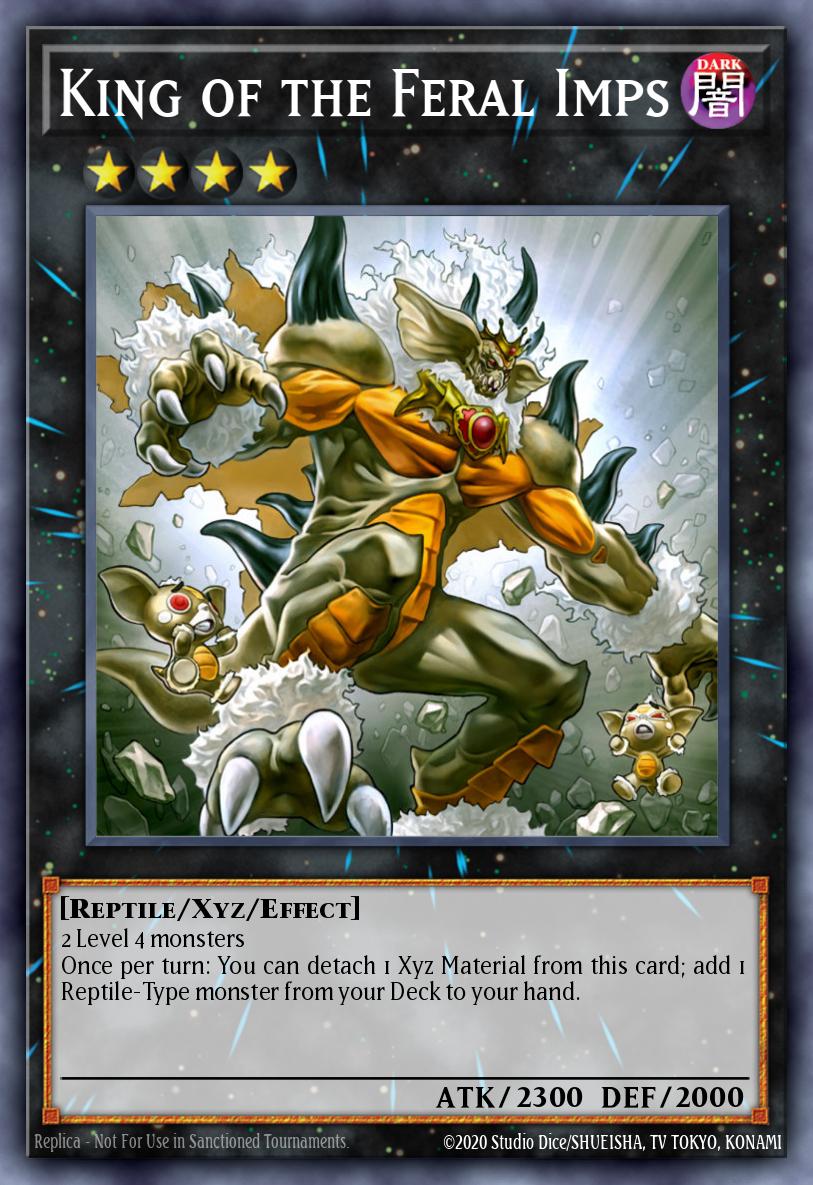 King of the Feral Imps
DARK
闇
[Reptile/Xyz/Effect]
2 Level 4 monsters
Once per turn: You can detach 1 Xyz Material from this card; add 1
Reptile-Type monster from your Deck to your hand.
ATK/2300 DEF/2000
Replica - Not For Use in Sanctioned Tournaments.
©2020 Studio Dice/SHUEISHA, TV TOKYO, KONAMI